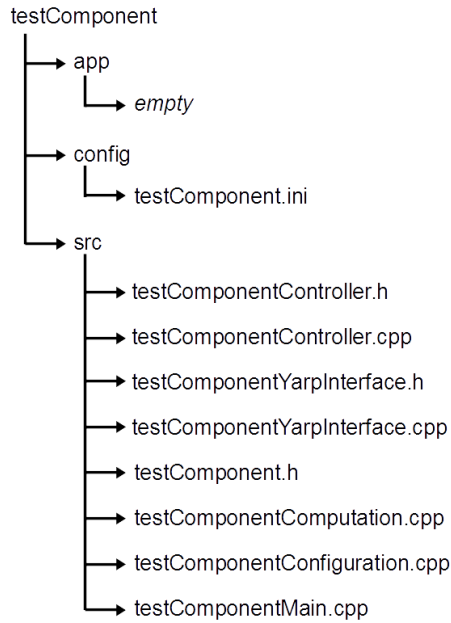 testComponent
app
empty
config
testComponent.ini
src
testComponentController.h
testComponentController.cpp
testComponentYarpInterface.h
testComponentYarpInterface.cpp
testComponent.h
testComponentComputation.cpp
testComponentConfiguration.cpp
testComponentMain.cpp